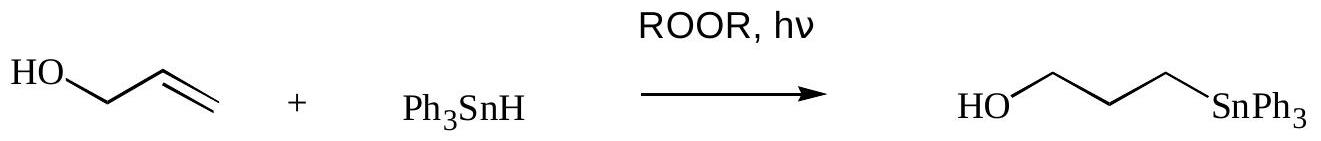 ROOR, hν
HO
+
Ph₃SnH
HO
SnPh₃